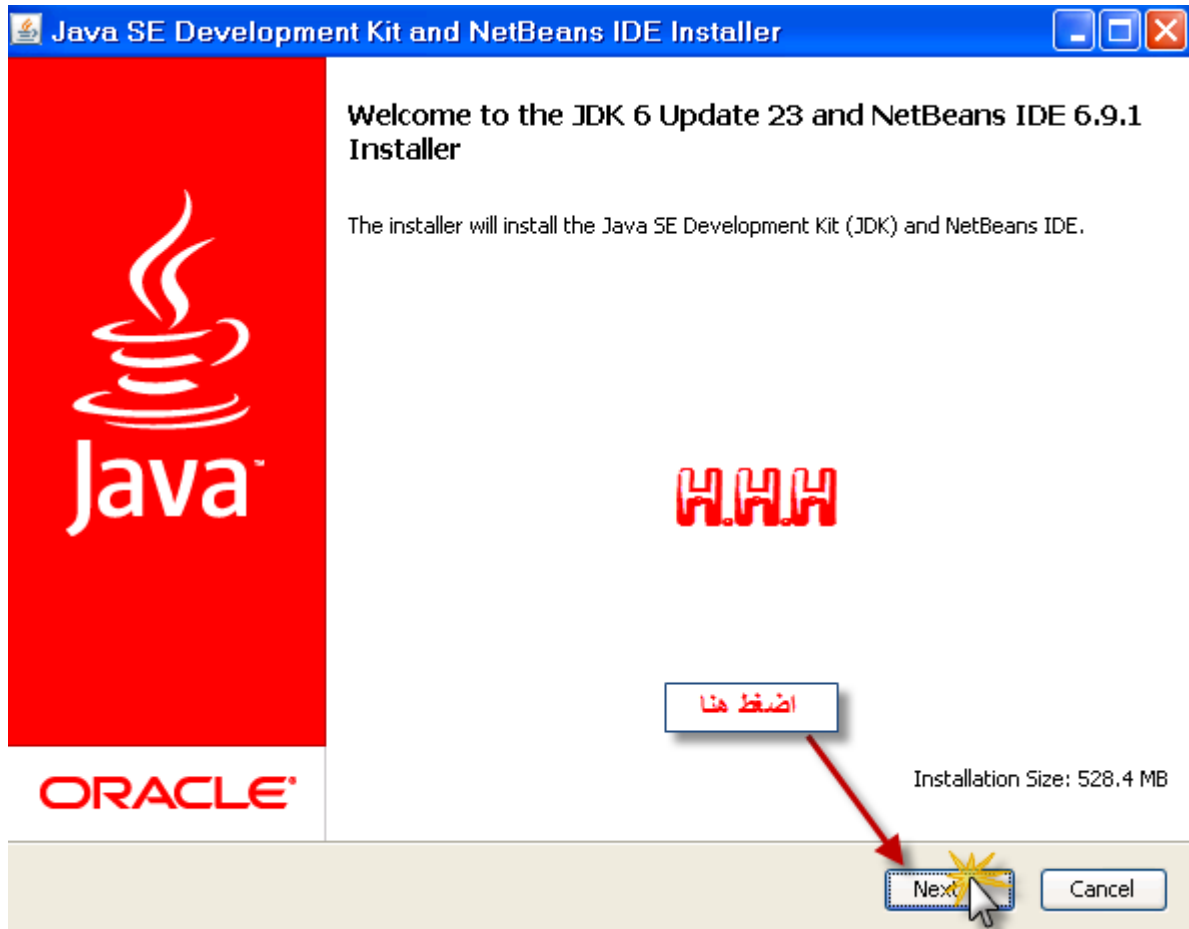 Java SE Development Kit and NetBeans IDE Installer
Welcome to the JDK 6 Update 23 and NetBeans IDE 6.9.1
Installer
The installer will install the Java SE Development Kit (JDK) and NetBeans IDE.
Java™
H.H.H
اضغط هنا
ORACLE®
Installation Size: 528.4 MB
Next
Cancel